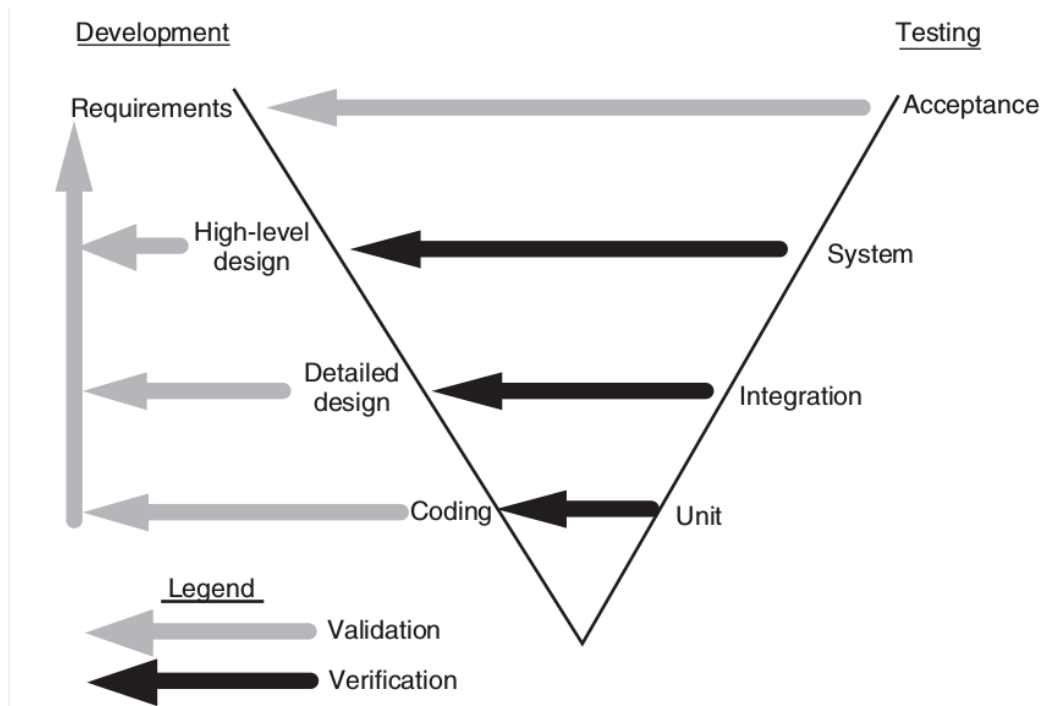 Development
Testing
Requirements
Acceptance
High-level
design
System
Detailed
design
Integration
Coding
Unit
Legend
Validation
Verification